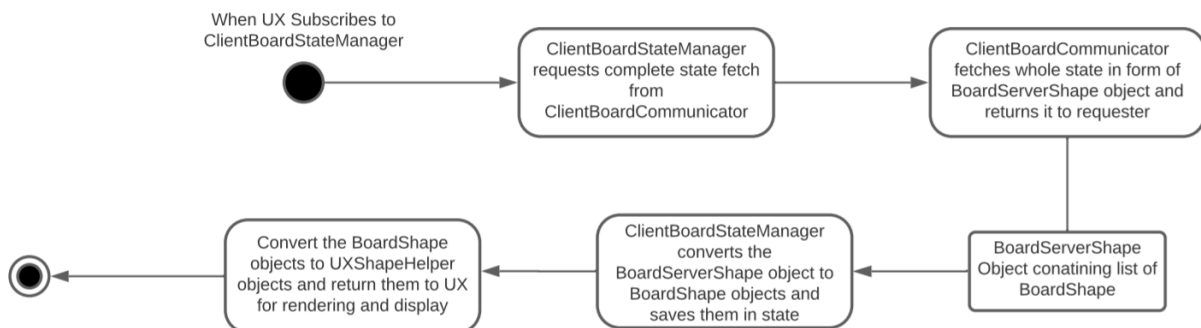 When UX Subscribes to
ClientBoardStateManager
ClientBoardStateManager
requests complete state fetch
from
ClientBoardCommunicator
ClientBoardCommunicator
fetches whole state in form of
BoardServerShape object and
returns it to requester
BoardServerShape
Object conatining list of
BoardShape
ClientBoardStateManager
converts the
BoardServerShape object to
BoardShape objects and
saves them in state
Convert the BoardShape
objects to UXShapeHelper
objects and return them to UX
for rendering and display